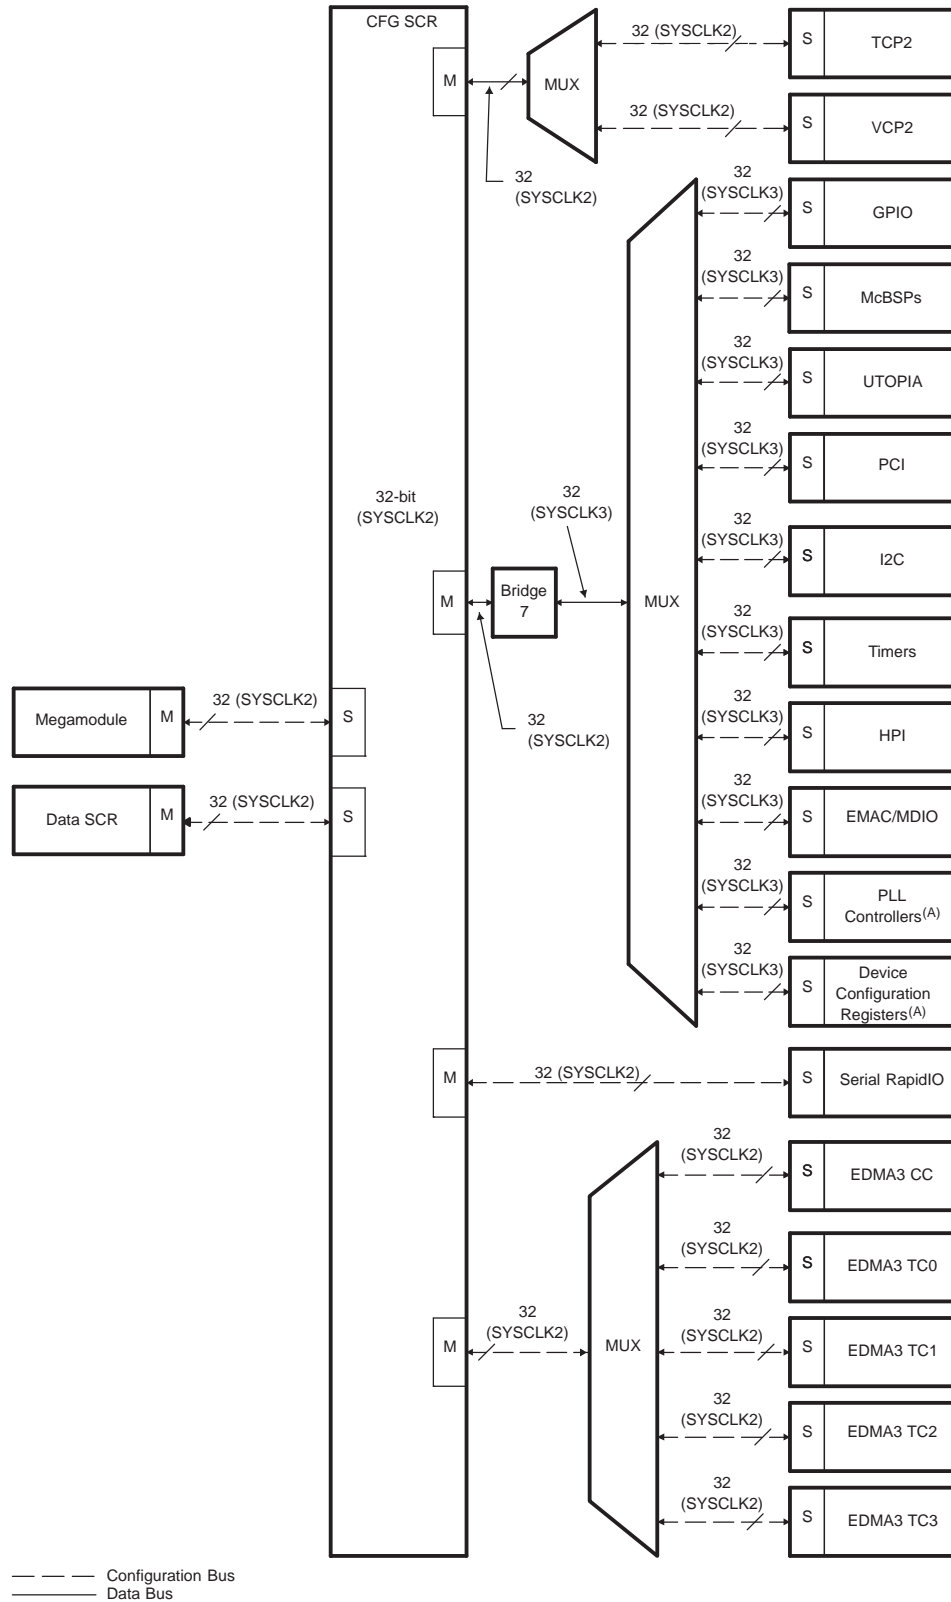 CFG SCR
M
32 (SYSCLK2)
S
TCP2
MUX
32 (SYSCLK2)
S
VCP2
32
(SYSCLK2)
32
(SYSCLK3)
S
GPIO
32
(SYSCLK3)
S
McBSPs
32
(SYSCLK3)
S
UTOPIA
32
(SYSCLK3)
S
PCI
32-bit
(SYSCLK2)
32
(SYSCLK3)
32
(SYSCLK3)
S
I2C
M
Bridge
7
MUX
32
(SYSCLK3)
S
Timers
32
(SYSCLK2)
32
(SYSCLK3)
S
HPI
Megamodule
M
32 (SYSCLK2)
S
Data SCR
M
32 (SYSCLK2)
S
32
(SYSCLK3)
S
EMAC/MDIO
32
(SYSCLK3)
S
PLL
Controllers(A)
32
(SYSCLK3)
S
Device
Configuration
Registers(A)
M
32 (SYSCLK2)
S
Serial RapidIO
32
(SYSCLK2)
S
EDMA3 CC
32
(SYSCLK2)
S
EDMA3 TC0
M
32
(SYSCLK2)
MUX
32
(SYSCLK2)
S
EDMA3 TC1
32
(SYSCLK2)
S
EDMA3 TC2
32
(SYSCLK2)
S
EDMA3 TC3
Configuration Bus
Data Bus